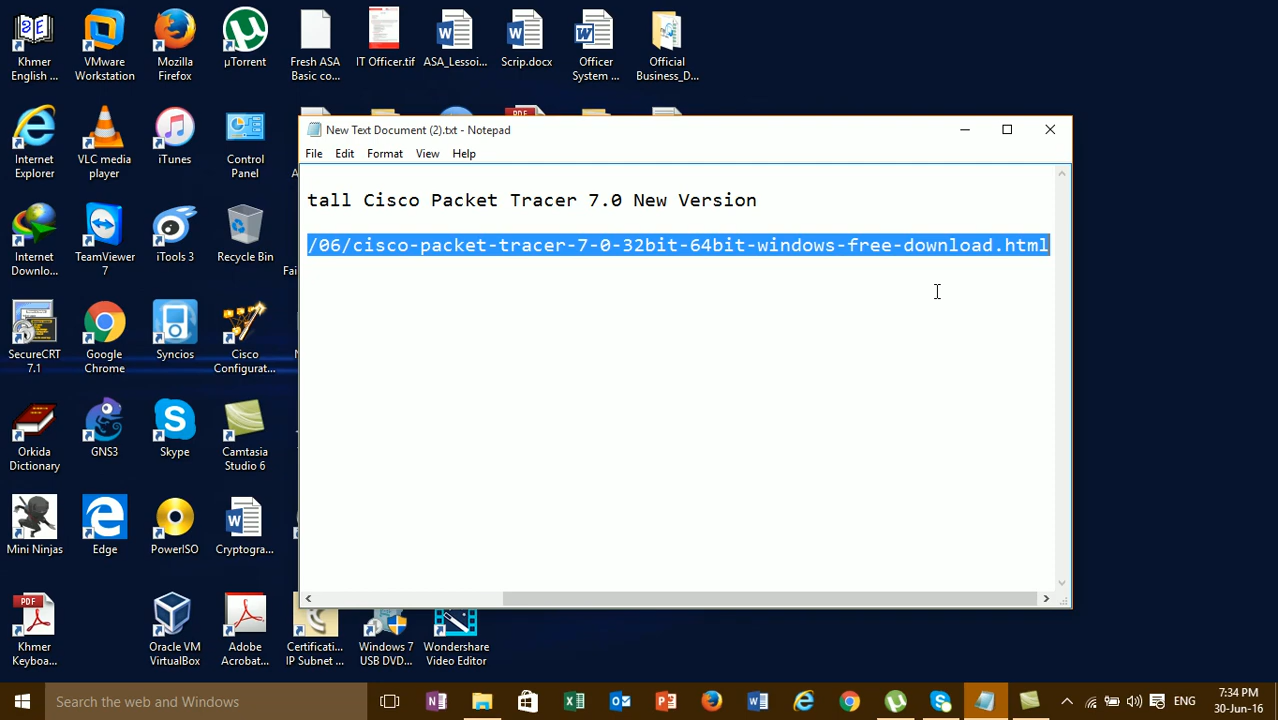 Khmer English ...
VMware Workstation
Mozilla Firefox
µTorrent
Fresh ASA Basic co...
IT Officer.tif
ASA_Lessoi...
Scrip.docx
Officer System ...
Official Business_D...
Internet Explorer
VLC media player
iTunes
Control Panel
PDF
New Text Document (2).txt - Notepad
File Edit Format View Help
tall Cisco Packet Tracer 7.0 New Version
/06/cisco-packet-tracer-7-0-32bit-64bit-windows-free-download.html
Internet Downlo...
TeamViewer 7
iTools 3
Recycle Bin
Fai
SecureCRT 7.1
Google Chrome
Syncios
Cisco Configurat...
Orkida Dictionary
GNS3
Skype
Camtasia Studio 6
Mini Ninjas
Edge
PowerISO
Cryptogra...
PDF
Khmer Keyboa...
Oracle VM VirtualBox
Adobe Acrobat...
Certificati... IP Subnet ...
Windows 7 USB DVD...
Wondershare Video Editor
Search the web and Windows
ENG
7:34 PM
30-Jun-16